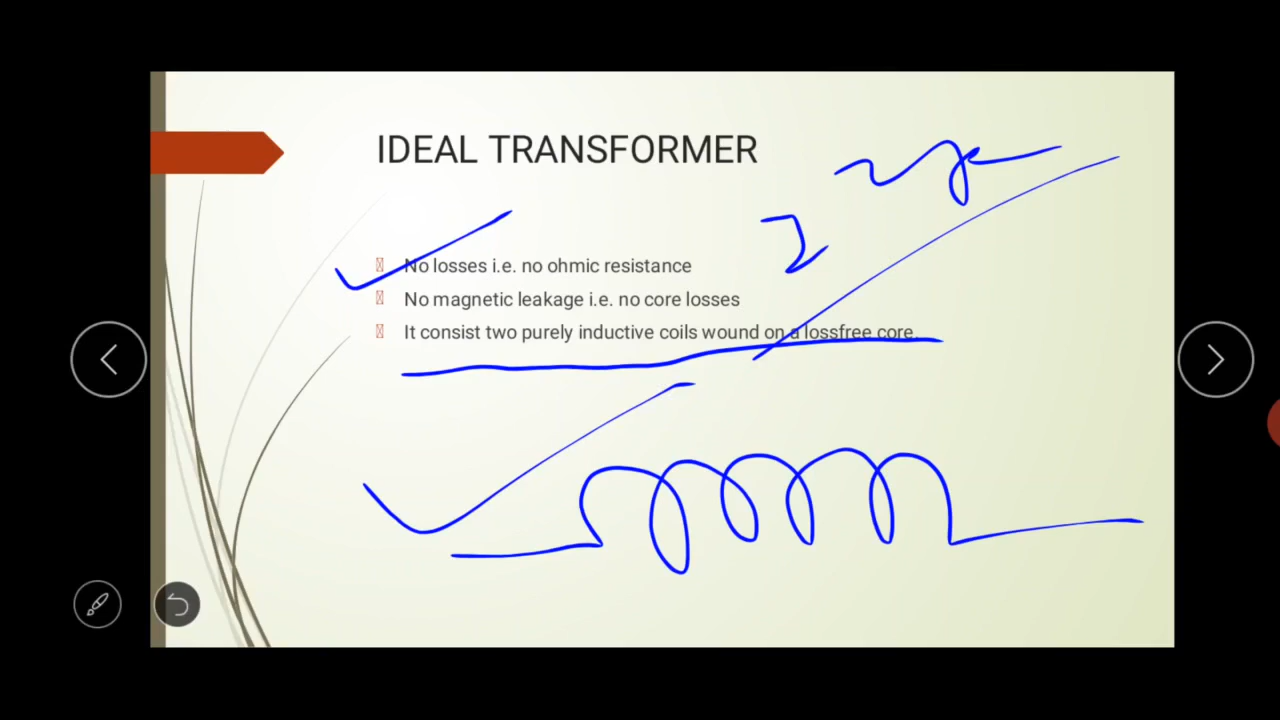 IDEAL TRANSFORMER
No losses i.e. no ohmic resistance
No magnetic leakage i.e. no core losses
It consist two purely inductive coils wound on a lossfree core.